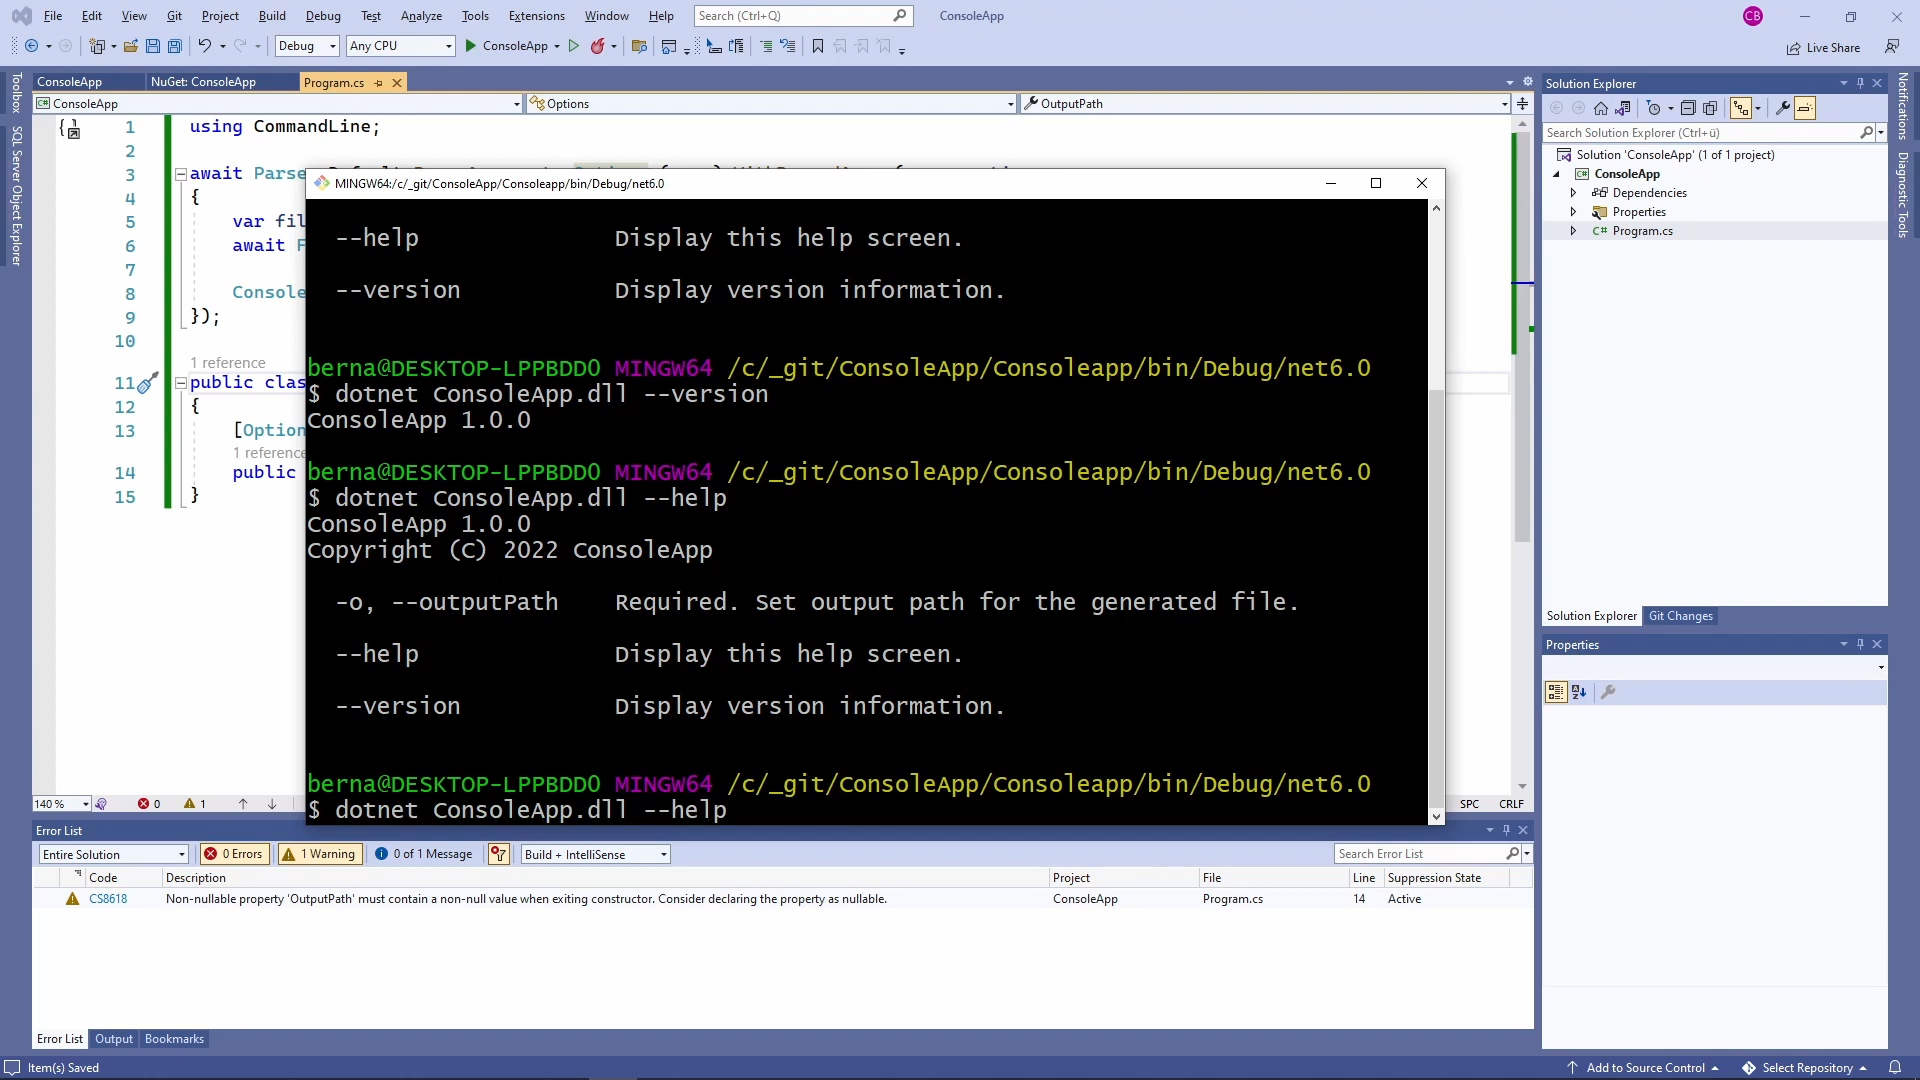 File Edit View Git Project Build Debug Test Analyze Tools Extensions Window Help Search (Ctrl+Q) ConsoleApp CB
Debug Any CPU ConsoleApp Live Share
Toolbox
SQL Server Object Explorer
ConsoleApp NuGet: ConsoleApp Program.cs
ConsoleApp Options OutputPath
1 using CommandLine;
2
3 await Parse
4 {
5 var fil
6 await F
7
8 Console
9 });
10
1 reference
11 public clas
12 {
13 [Option
1 reference
14 public
15 }
MINGW64:/c/_git/ConsoleApp/Consoleapp/bin/Debug/net6.0
--help Display this help screen.
--version Display version information.
berna@DESKTOP-LPPBDD0 MINGW64 /c/_git/ConsoleApp/Consoleapp/bin/Debug/net6.0
$ dotnet ConsoleApp.dll --version
ConsoleApp 1.0.0
berna@DESKTOP-LPPBDD0 MINGW64 /c/_git/ConsoleApp/Consoleapp/bin/Debug/net6.0
$ dotnet ConsoleApp.dll --help
ConsoleApp 1.0.0
Copyright (C) 2022 ConsoleApp
-o, --outputPath Required. Set output path for the generated file.
--help Display this help screen.
--version Display version information.
berna@DESKTOP-LPPBDD0 MINGW64 /c/_git/ConsoleApp/Consoleapp/bin/Debug/net6.0
$ dotnet ConsoleApp.dll --help
140 % 0 1 SPC CRLF
Error List
Entire Solution 0 Errors 1 Warning 0 of 1 Message Build + IntelliSense Search Error List
Code Description Project File Line Suppression State
CS8618 Non-nullable property 'OutputPath' must contain a non-null value when exiting constructor. Consider declaring the property as nullable. ConsoleApp Program.cs 14 Active
Error List Output Bookmarks
Item(s) Saved Add to Source Control Select Repository
Solution Explorer
Search Solution Explorer (Ctrl+ü)
Solution 'ConsoleApp' (1 of 1 project)
ConsoleApp
Dependencies
Properties
Program.cs
Solution Explorer Git Changes
Properties
Notifications
Diagnostic Tools